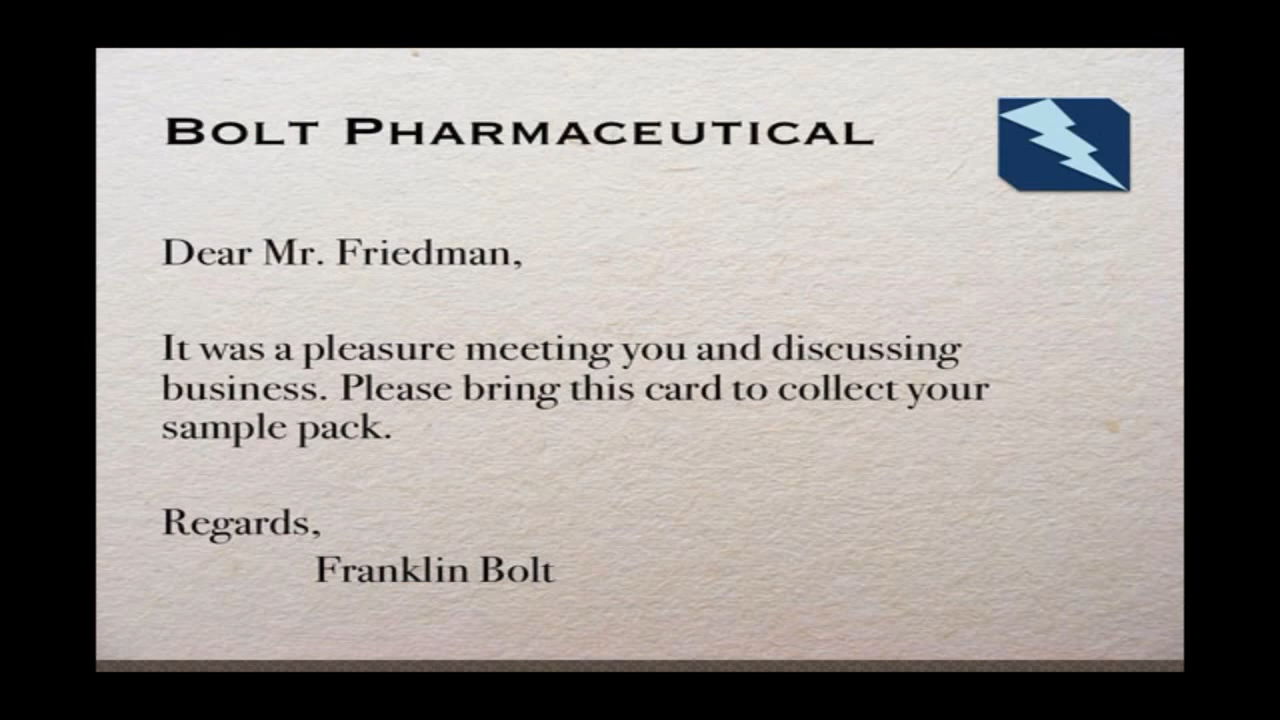 Bolt Pharmaceutical
Dear Mr. Friedman,
It was a pleasure meeting you and discussing
business. Please bring this card to collect your
sample pack.
Regards,
Franklin Bolt